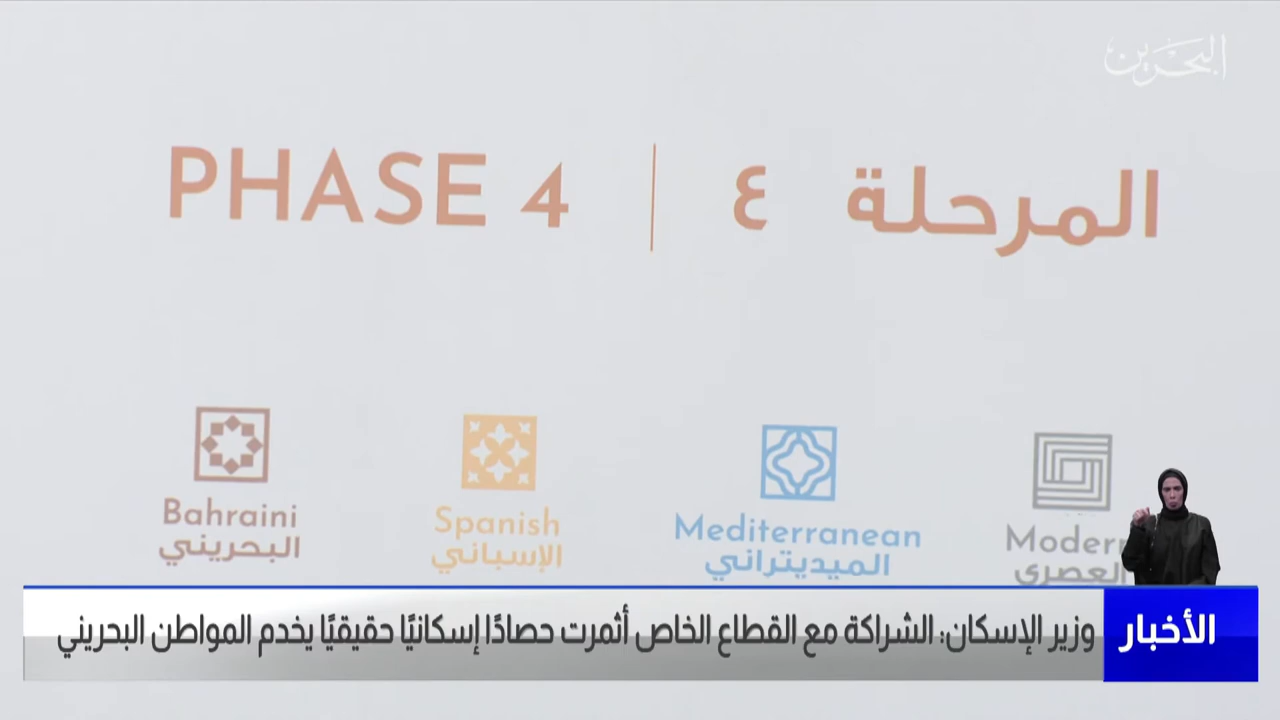 البحرين
PHASE 4 | المرحلة ٤
Bahraini
البحريني
Spanish
الإسباني
Mediterranean
الميديتراني
Modern
العصري
الأخبار
وزير الإسكان: الشراكة مع القطاع الخاص أثمرت حصادًا إسكانيًا حقيقيًا يخدم المواطن البحريني